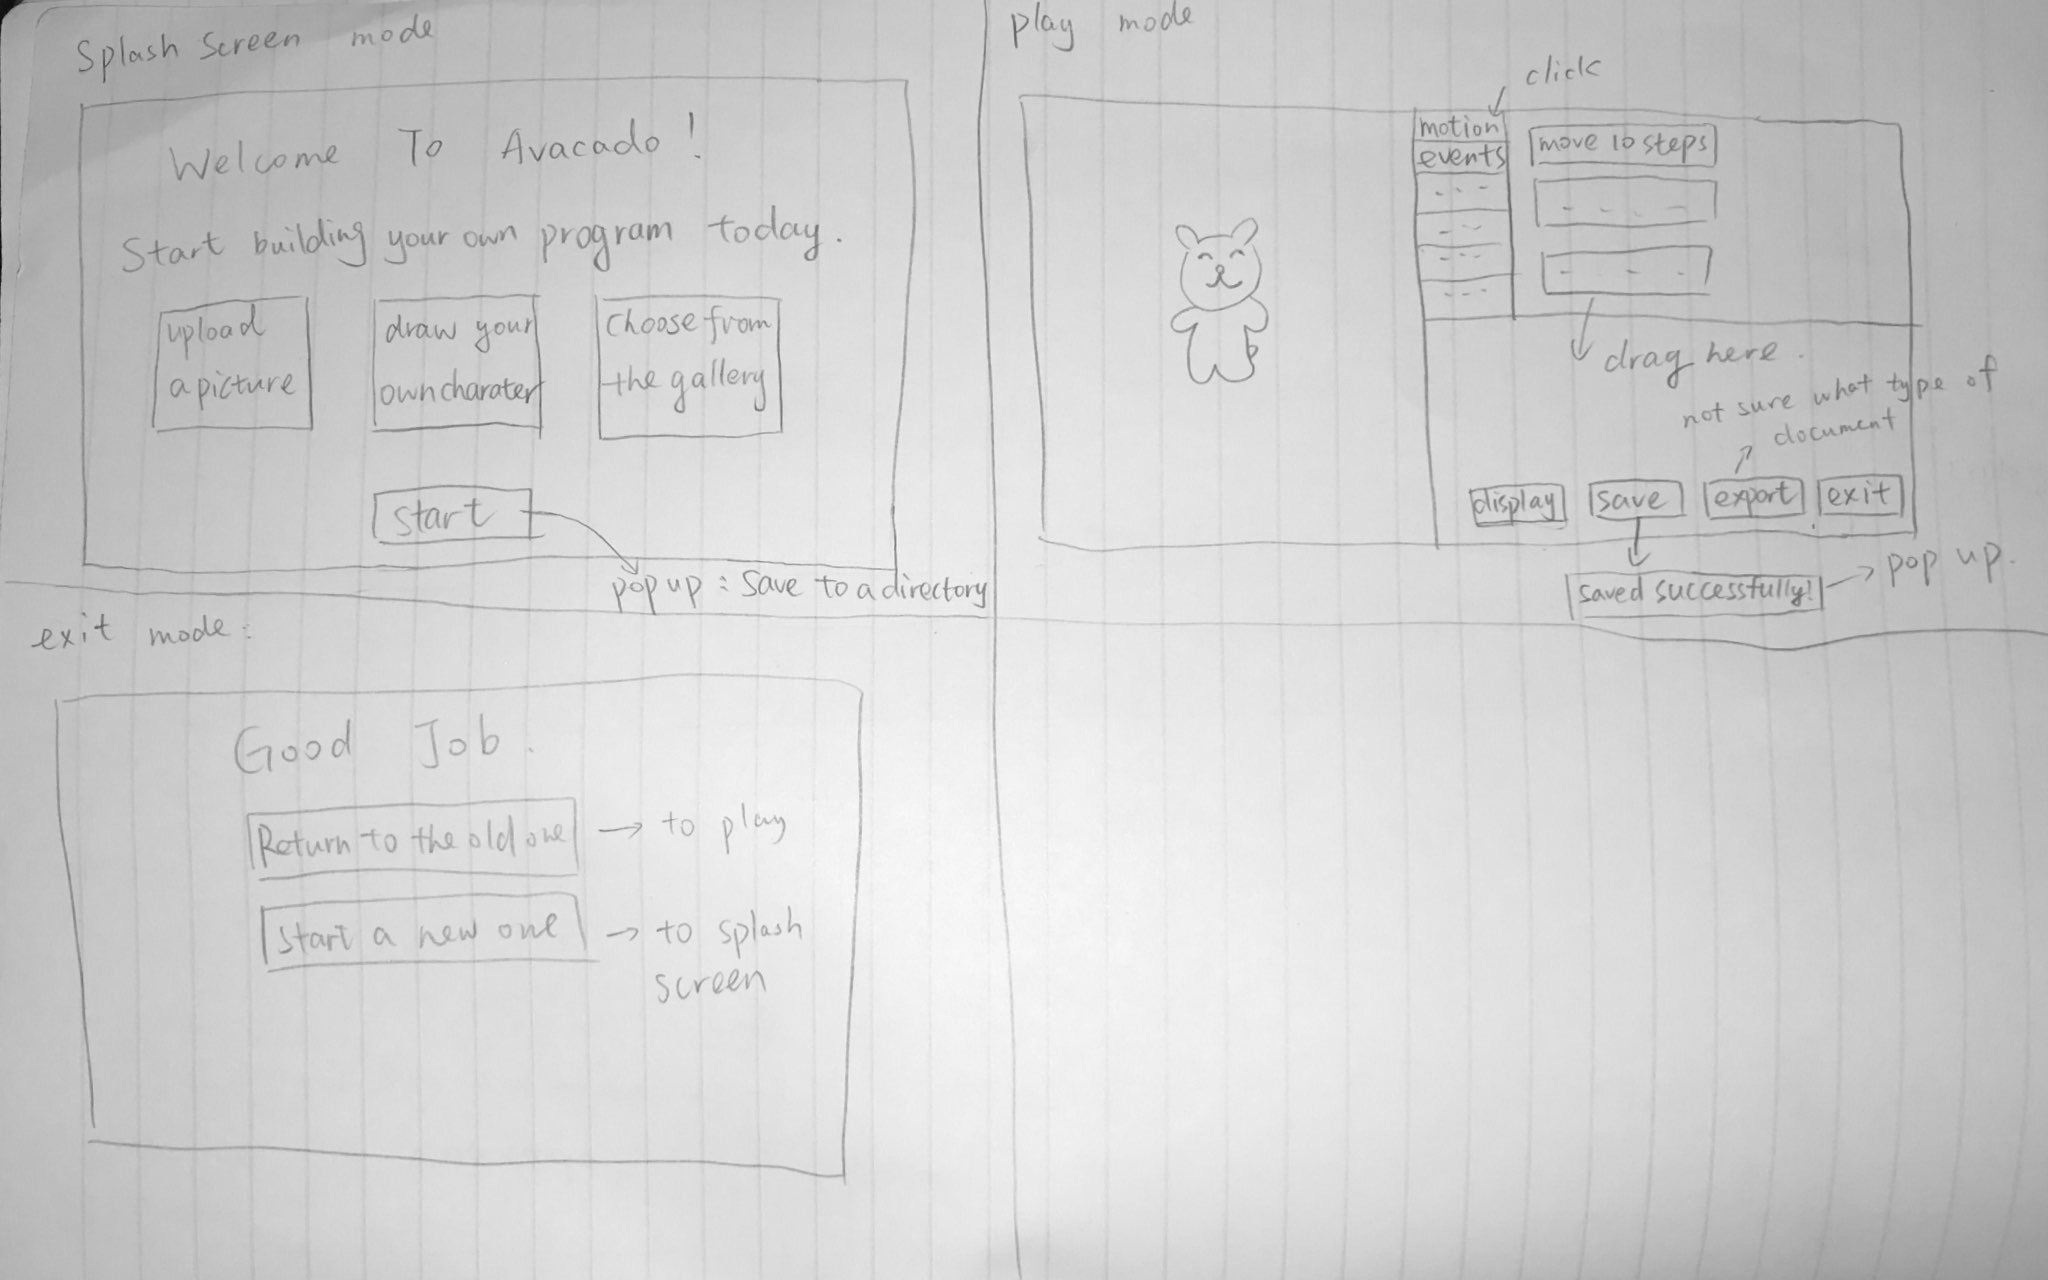 Splash Screen mode
Welcome To Avacado!
Start building your own program today.
upload
a picture
draw your
own charater
Choose from
the gallery
Start
pop up : Save to a directory
play mode
click
motion
events
move 10 steps
drag here.
not sure what type of
document
display
save
export
exit
saved successfully!
pop up.
exit mode:
Good Job.
Return to the old one
to play
Start a new one
to splash
screen